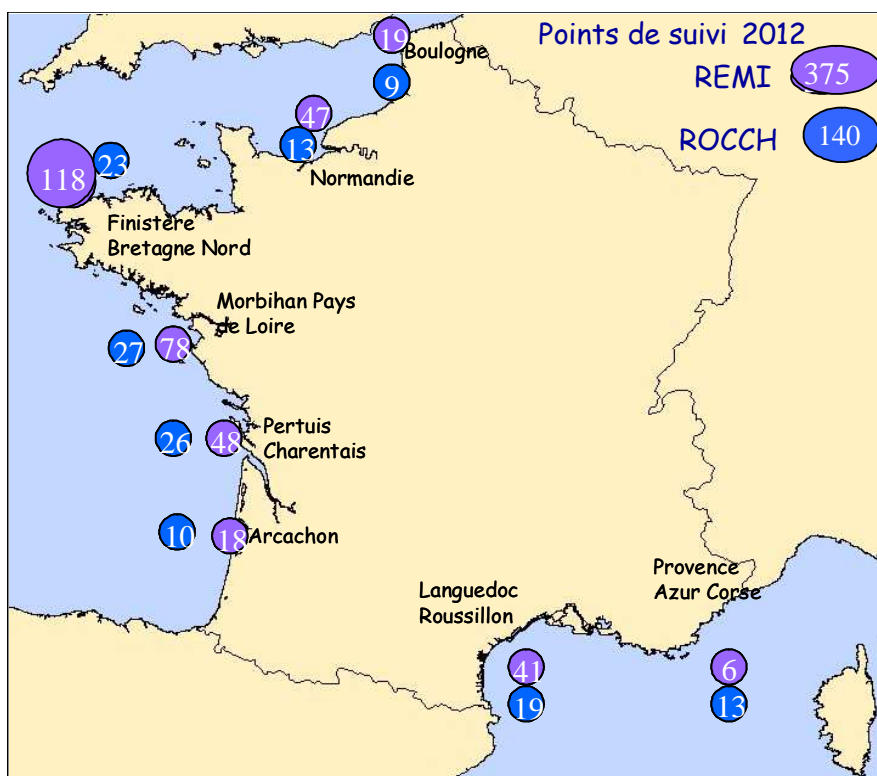 Points de suivi 2012
REMI 375
ROCCH 140
19
Boulogne
9
47
13
Normandie
118
23
Finistère
Bretagne Nord
Morbihan Pays
de Loire
27
78
26
48
Pertuis
Charentais
10
18
Arcachon
Languedoc
Roussillon
41
19
Provence
Azur Corse
6
13